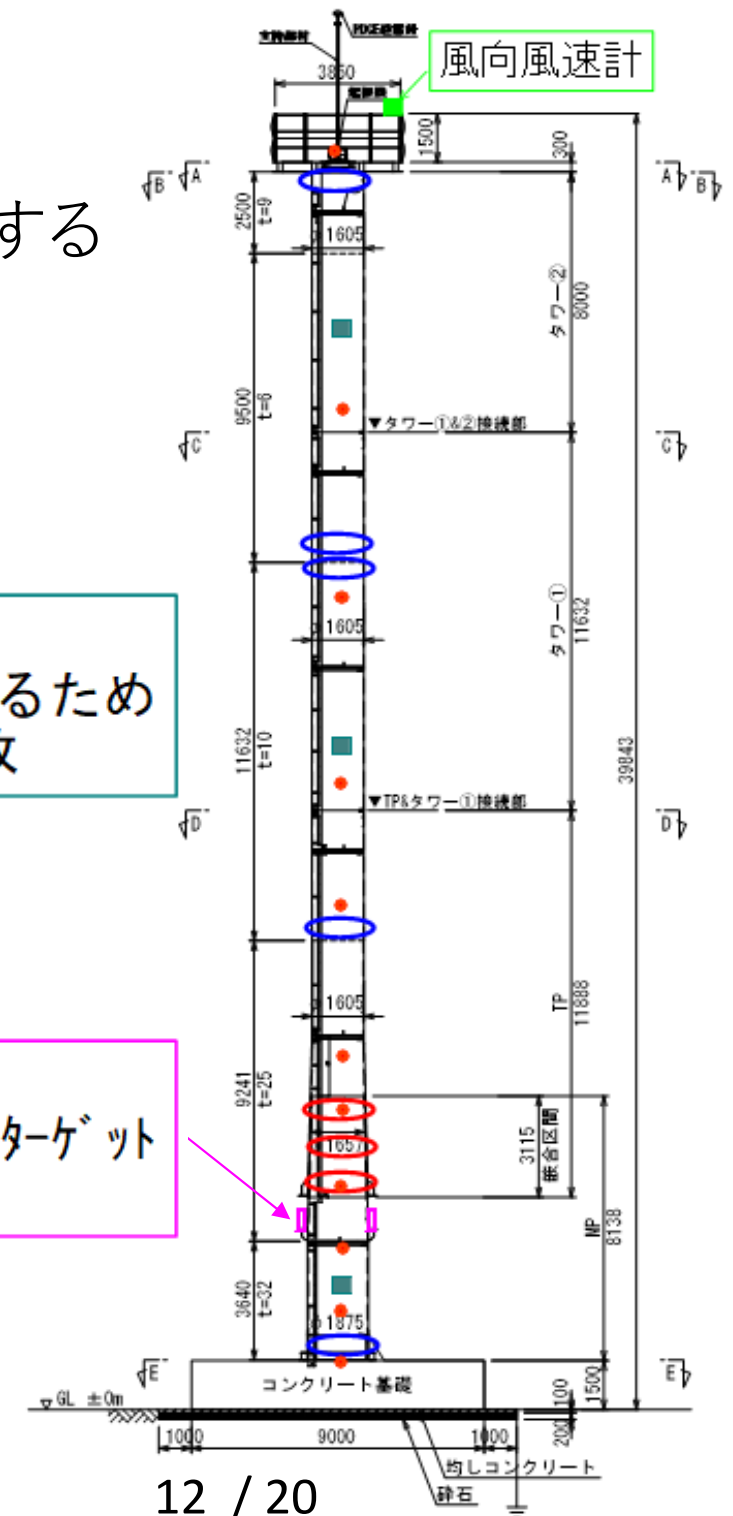 風向風速計
3850
1500
300
B
A
A
B
する
2500
t=9
1605
タワー②
8000
9500
t=6
▼タワー①&②接続部
C
C
1605
タワー①
11632
るため
11632
t=10
39843
▼TP&タワー①接続部
D
D
1605
TP
11888
9241
t=25
ターゲット
1657
3115
嵌合区間
MP
8138
3640
t=32
φ1875
E
コンクリート基礎
E
1500
100
GL ±0m
200
1000
9000
1000
均しコンクリート
砕石
12 / 20